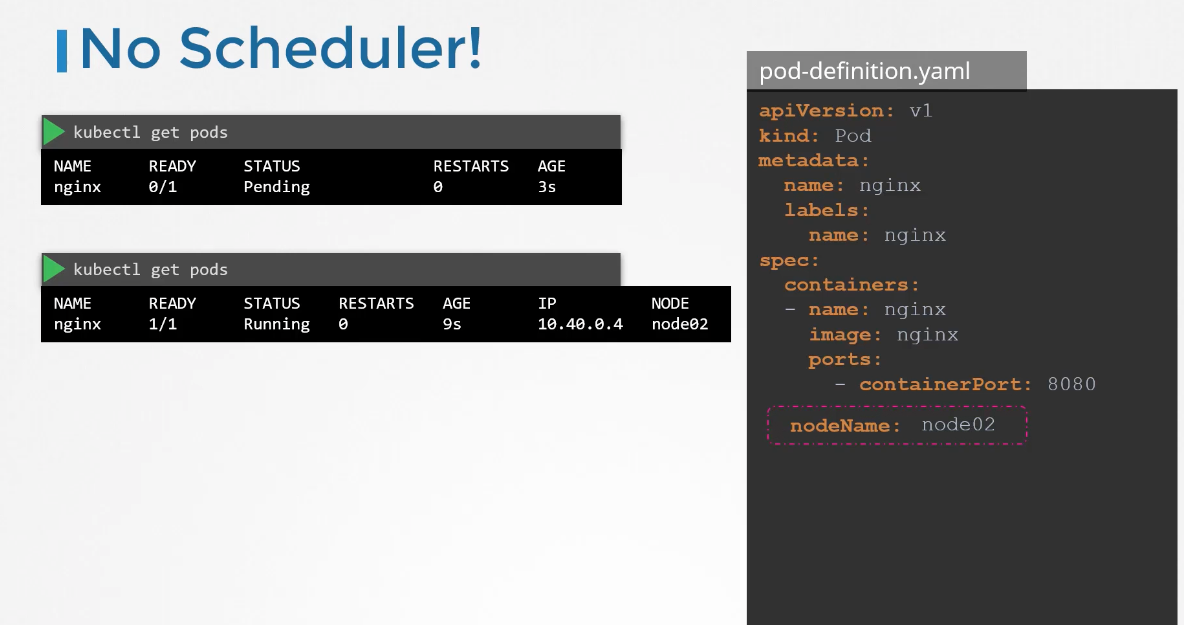 No Scheduler!
kubectl get pods
NAME READY STATUS RESTARTS AGE
nginx 0/1 Pending 0 3s
kubectl get pods
NAME READY STATUS RESTARTS AGE IP NODE
nginx 1/1 Running 0 9s 10.40.0.4 node02
pod-definition.yaml
apiVersion: v1
kind: Pod
metadata:
  name: nginx
  labels:
    name: nginx
spec:
  containers:
  - name: nginx
    image: nginx
    ports:
      - containerPort: 8080
  nodeName: node02